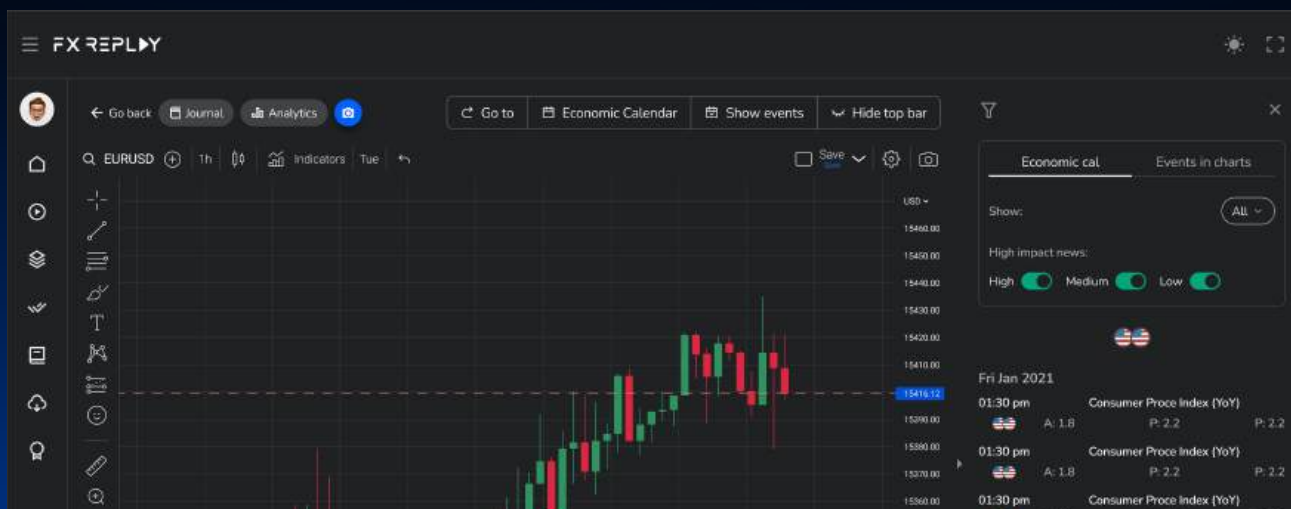 FX REPLAY
Go back Journal Analytics Go to Economic Calendar Show events Hide top bar
EURUSD 1h Indicators Tue Save
USD
15460.00
15450.00
15440.00
15430.00
15420.00
15410.00
15416.12
15390.00
15380.00
15370.00
15360.00
Economic cal Events in charts
Show: All
High impact news:
High Medium Low
Fri Jan 2021
01:30 pm Consumer Proce Index (YoY)
A: 1.8 P: 2.2 P: 2.2
01:30 pm Consumer Proce Index (YoY)
A: 1.8 P: 2.2 P: 2.2
01:30 pm Consumer Proce Index (YoY)